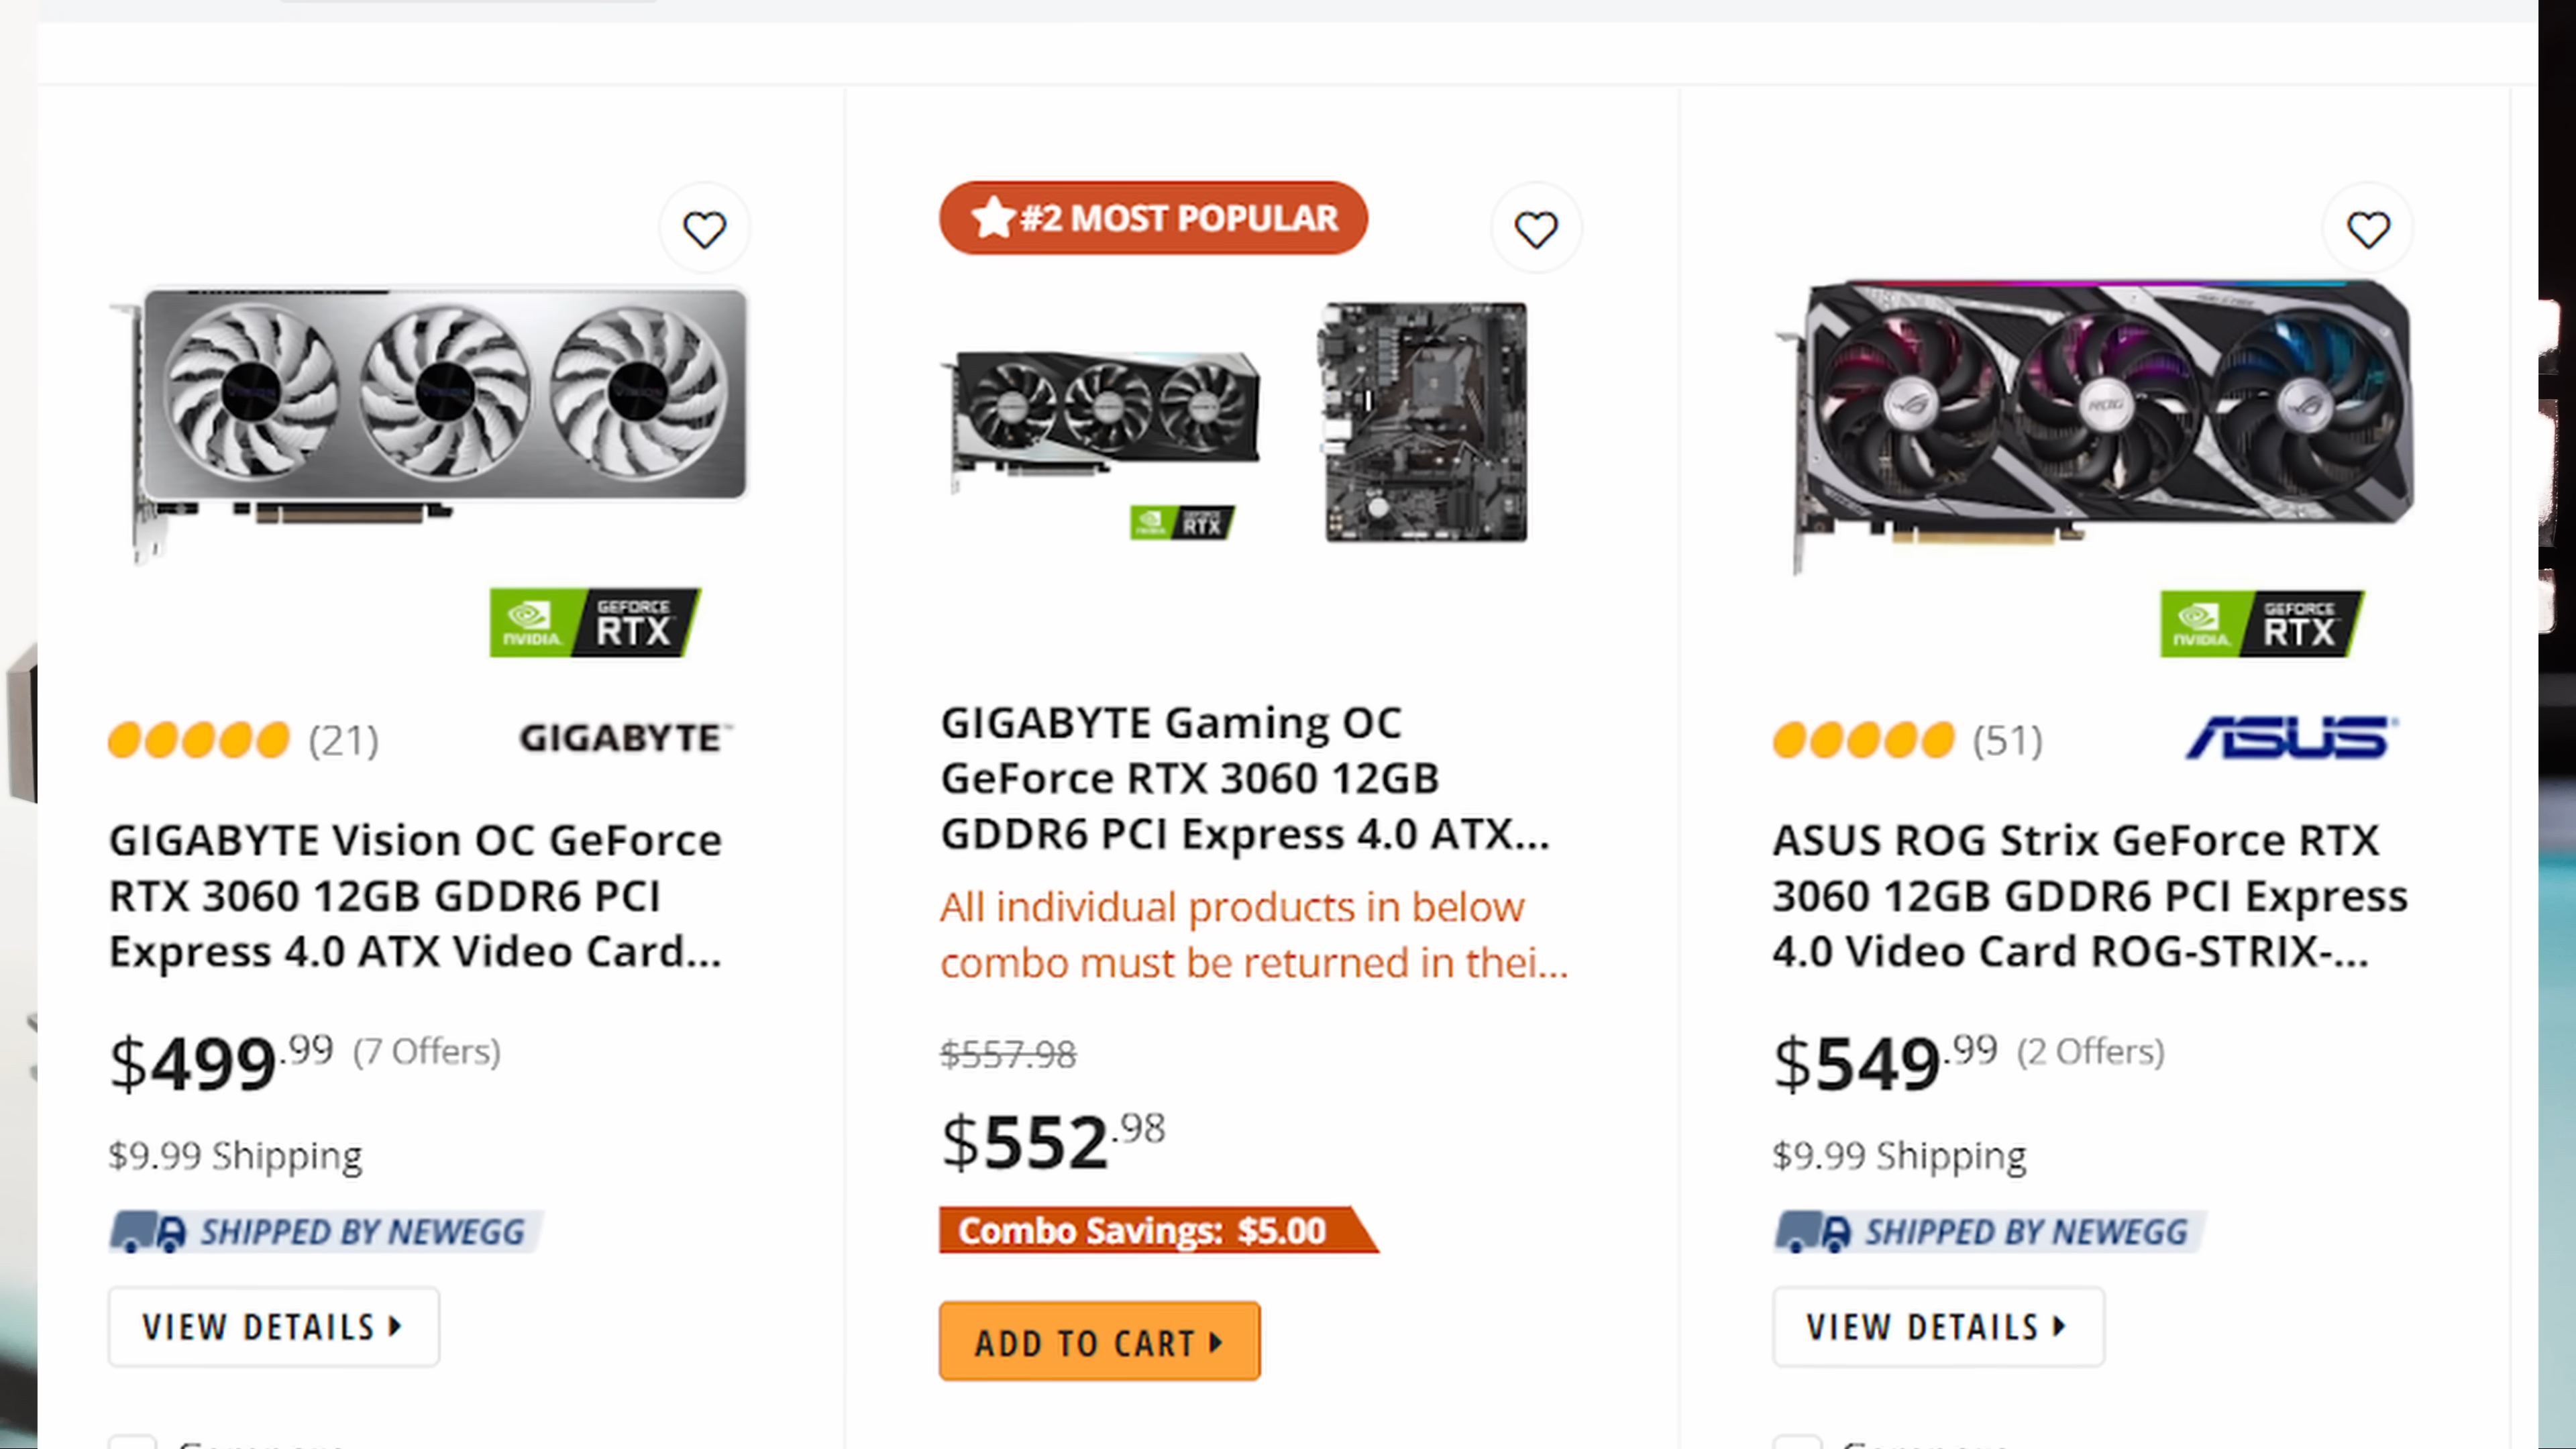 GIGABYTE™
(21)
NVIDIA.
GEFORCE
RTX
GIGABYTE Vision OC GeForce
RTX 3060 12GB GDDR6 PCI
Express 4.0 ATX Video Card...
$499.99 (7 Offers)
$9.99 Shipping
SHIPPED BY NEWEGG
VIEW DETAILS
#2 MOST POPULAR
NVIDIA
GEFORCE
RTX
GIGABYTE Gaming OC
GeForce RTX 3060 12GB
GDDR6 PCI Express 4.0 ATX...
All individual products in below
combo must be returned in thei...
$557.98
$552.98
Combo Savings: $5.00
ADD TO CART
ROG
NVIDIA.
GEFORCE
RTX
(51)
ASUS
ASUS ROG Strix GeForce RTX
3060 12GB GDDR6 PCI Express
4.0 Video Card ROG-STRIX-...
$549.99 (2 Offers)
$9.99 Shipping
SHIPPED BY NEWEGG
VIEW DETAILS